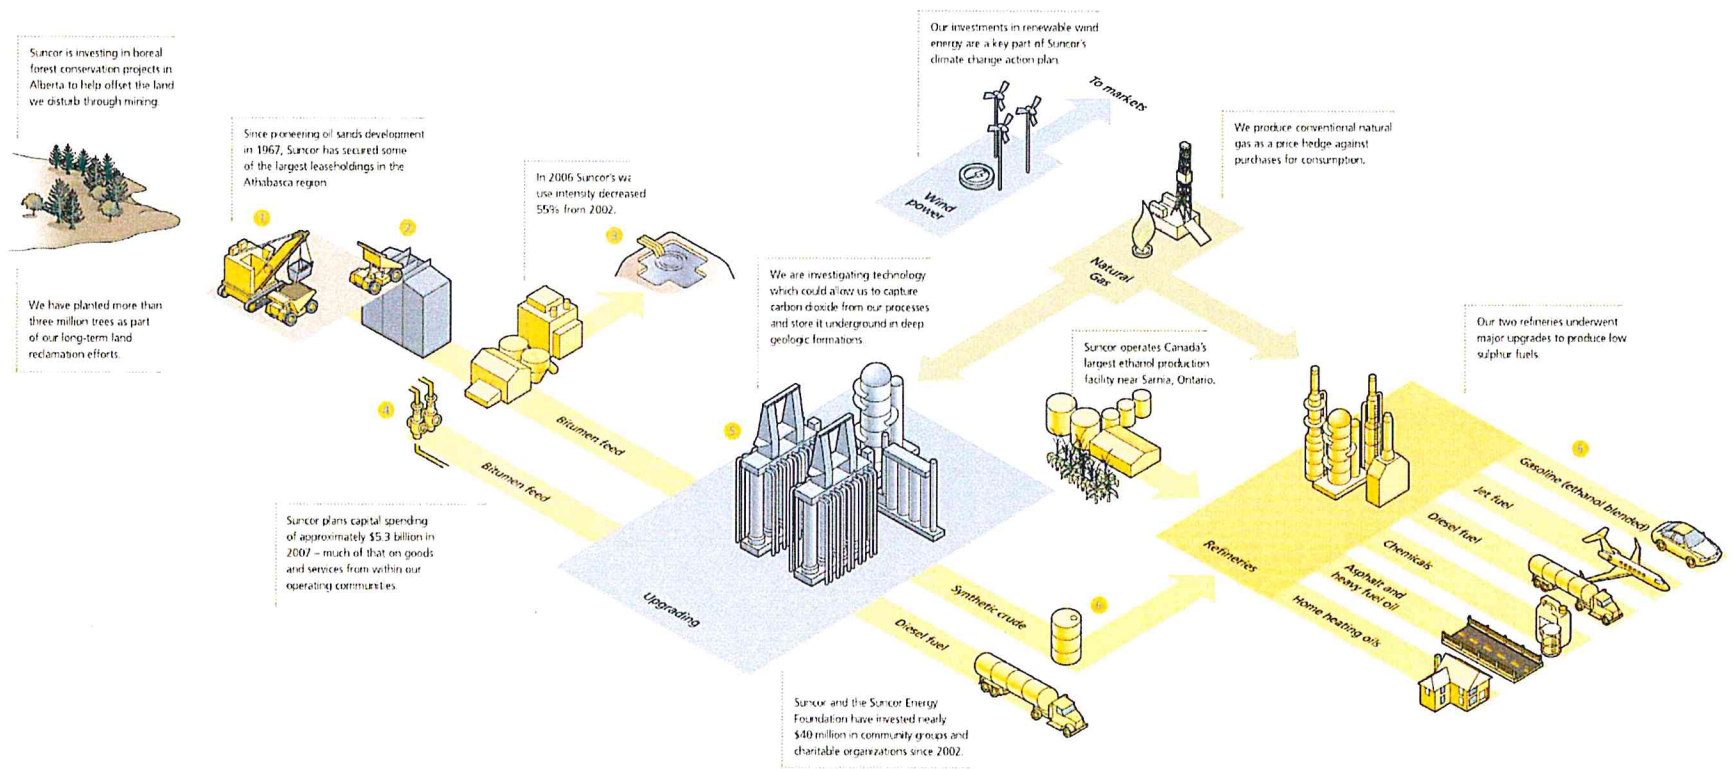 Suncor is investing in boreal
forest conservation projects in
Alberta to help offset the land
we disturb through mining.
We have planted more than
three million trees as part
of our long-term land
reclamation efforts.
Since pioneering oil sands development
in 1967, Suncor has secured some
of the largest leaseholdings in the
Athabasca region
1
2
In 2006 Suncor's wa
use intensity decreased
55% from 2002.
3
4
Bitumen feed
Bitumen feed
Suncor plans capital spending
of approximately $5.3 billion in
2007 – much of that on goods
and services from within our
operating communities.
We are investigating technology
which could allow us to capture
carbon dioxide from our processes
and store it underground in deep
geologic formations.
5
Upgrading
Our investments in renewable wind
energy are a key part of Suncor's
climate change action plan.
To markets
Wind
power
We produce conventional natural
gas as a price hedge against
purchases for consumption.
Natural
Gas
Suncor operates Canada's
largest ethanol production
facility near Sarnia, Ontario.
Synthetic crude
Diesel fuel
Suncor and the Suncor Energy
Foundation have invested nearly
$40 million in community groups and
charitable organizations since 2002.
Our two refineries underwent
major upgrades to produce low
sulphur fuels
Refineries
Gasoline (ethanol blended)
Jet fuel
Diesel fuel
Chemicals
Asphalt and
heavy fuel oil
Home heating oils